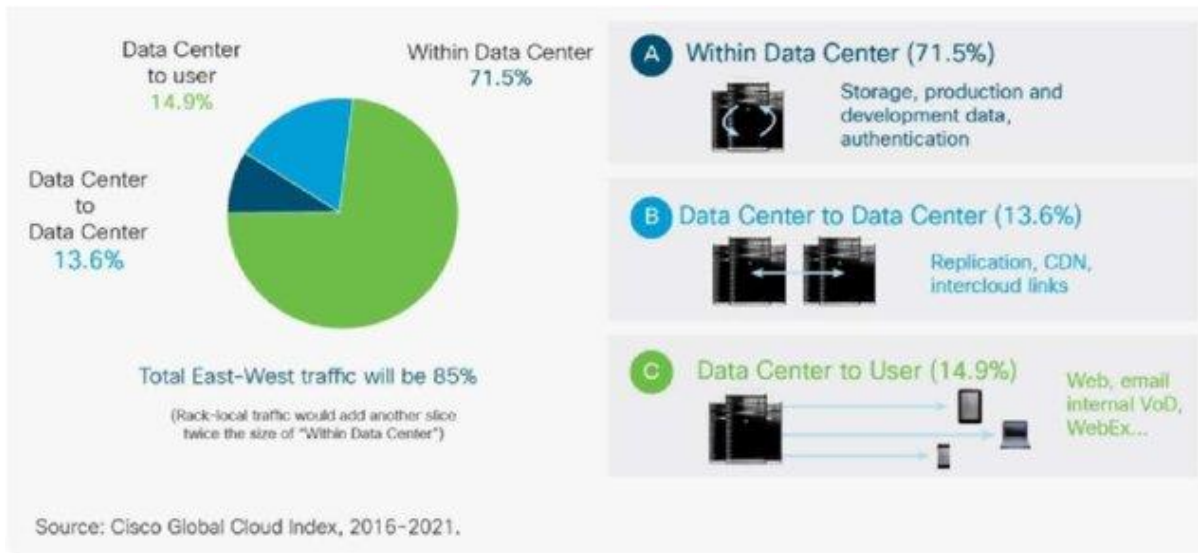 Data Center
to user
14.9%
Within Data Center
71.5%
Data Center
to
Data Center
13.6%
Total East-West traffic will be 85%
(Rack-local traffic would add another slice
twice the size of "Within Data Center")
A Within Data Center (71.5%)
Storage, production and
development data,
authentication
B Data Center to Data Center (13.6%)
Replication, CDN,
intercloud links
C Data Center to User (14.9%)
Web, email
internal VoD,
WebEx...
Source: Cisco Global Cloud Index, 2016-2021.